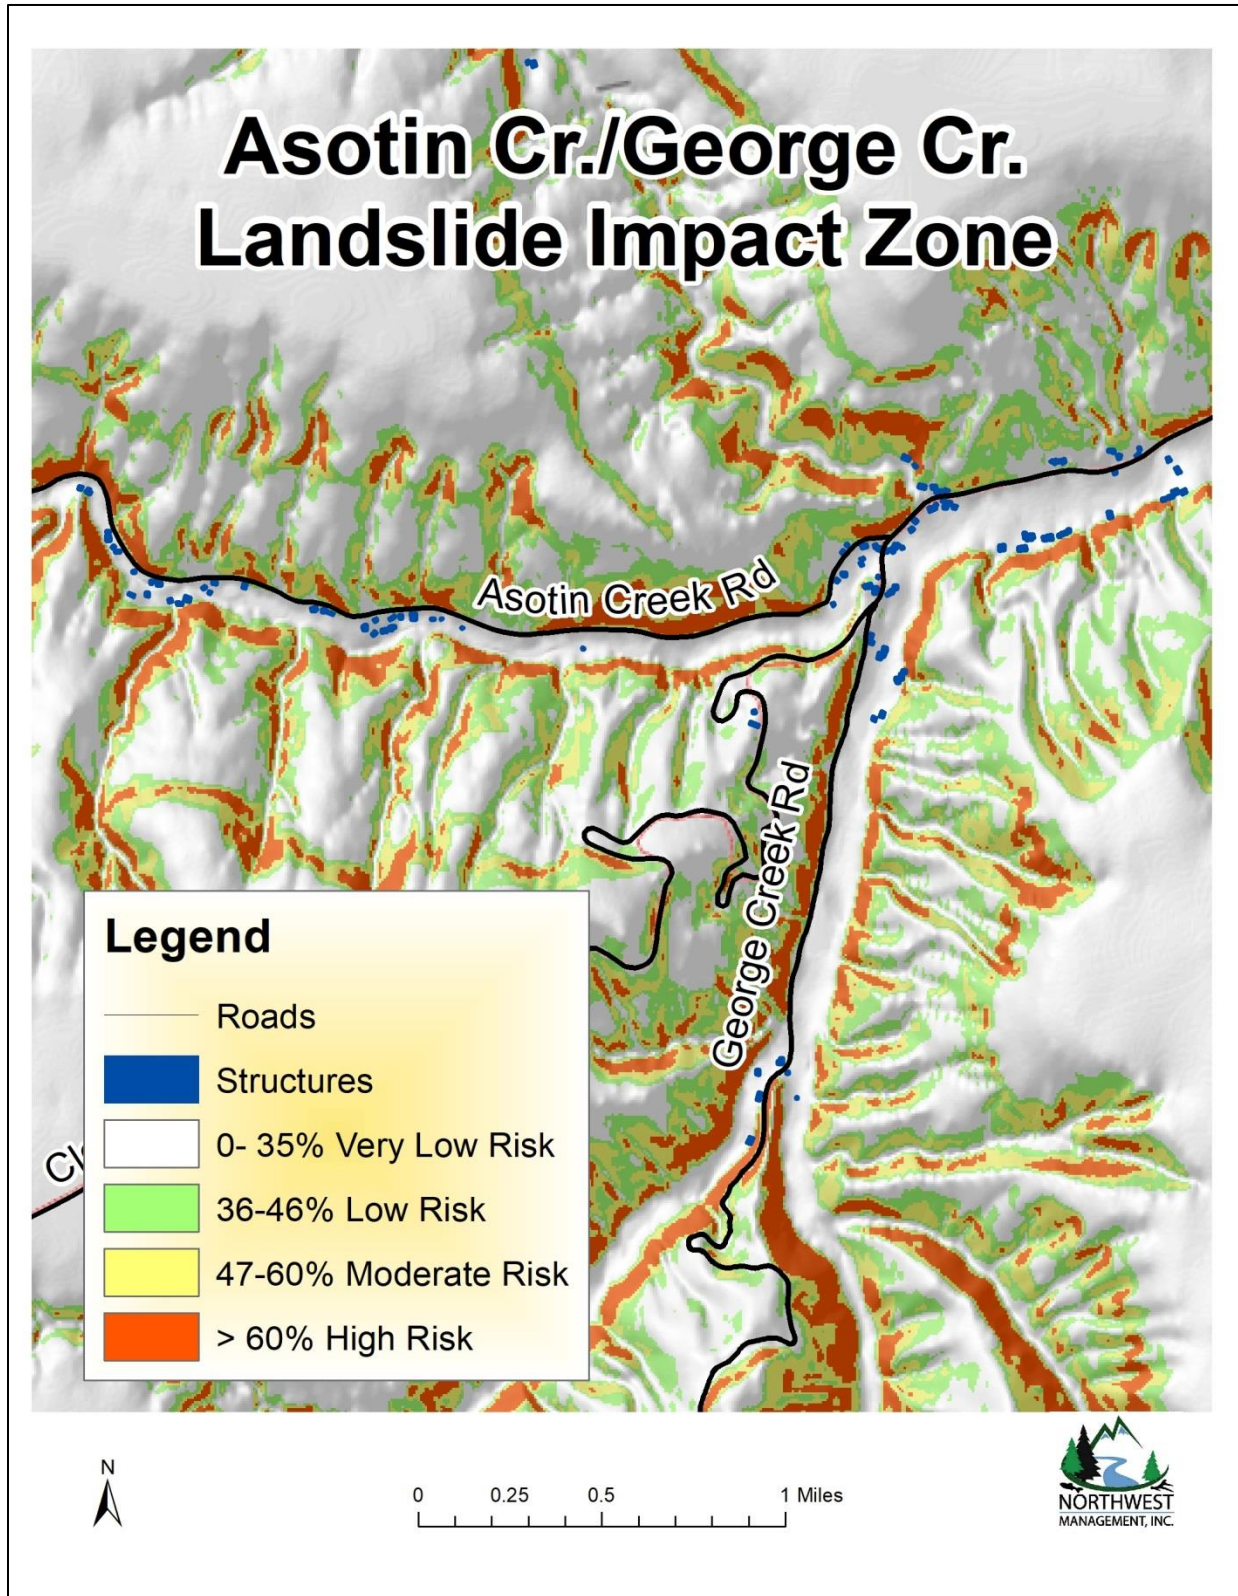 Asotin Cr./George Cr.
Landslide Impact Zone
Asotin Creek Rd
George Creek Rd
Legend
Roads
Structures
0- 35% Very Low Risk
36-46% Low Risk
47-60% Moderate Risk
> 60% High Risk
N
0 0.25 0.5 1 Miles
NORTHWEST
MANAGEMENT, INC.